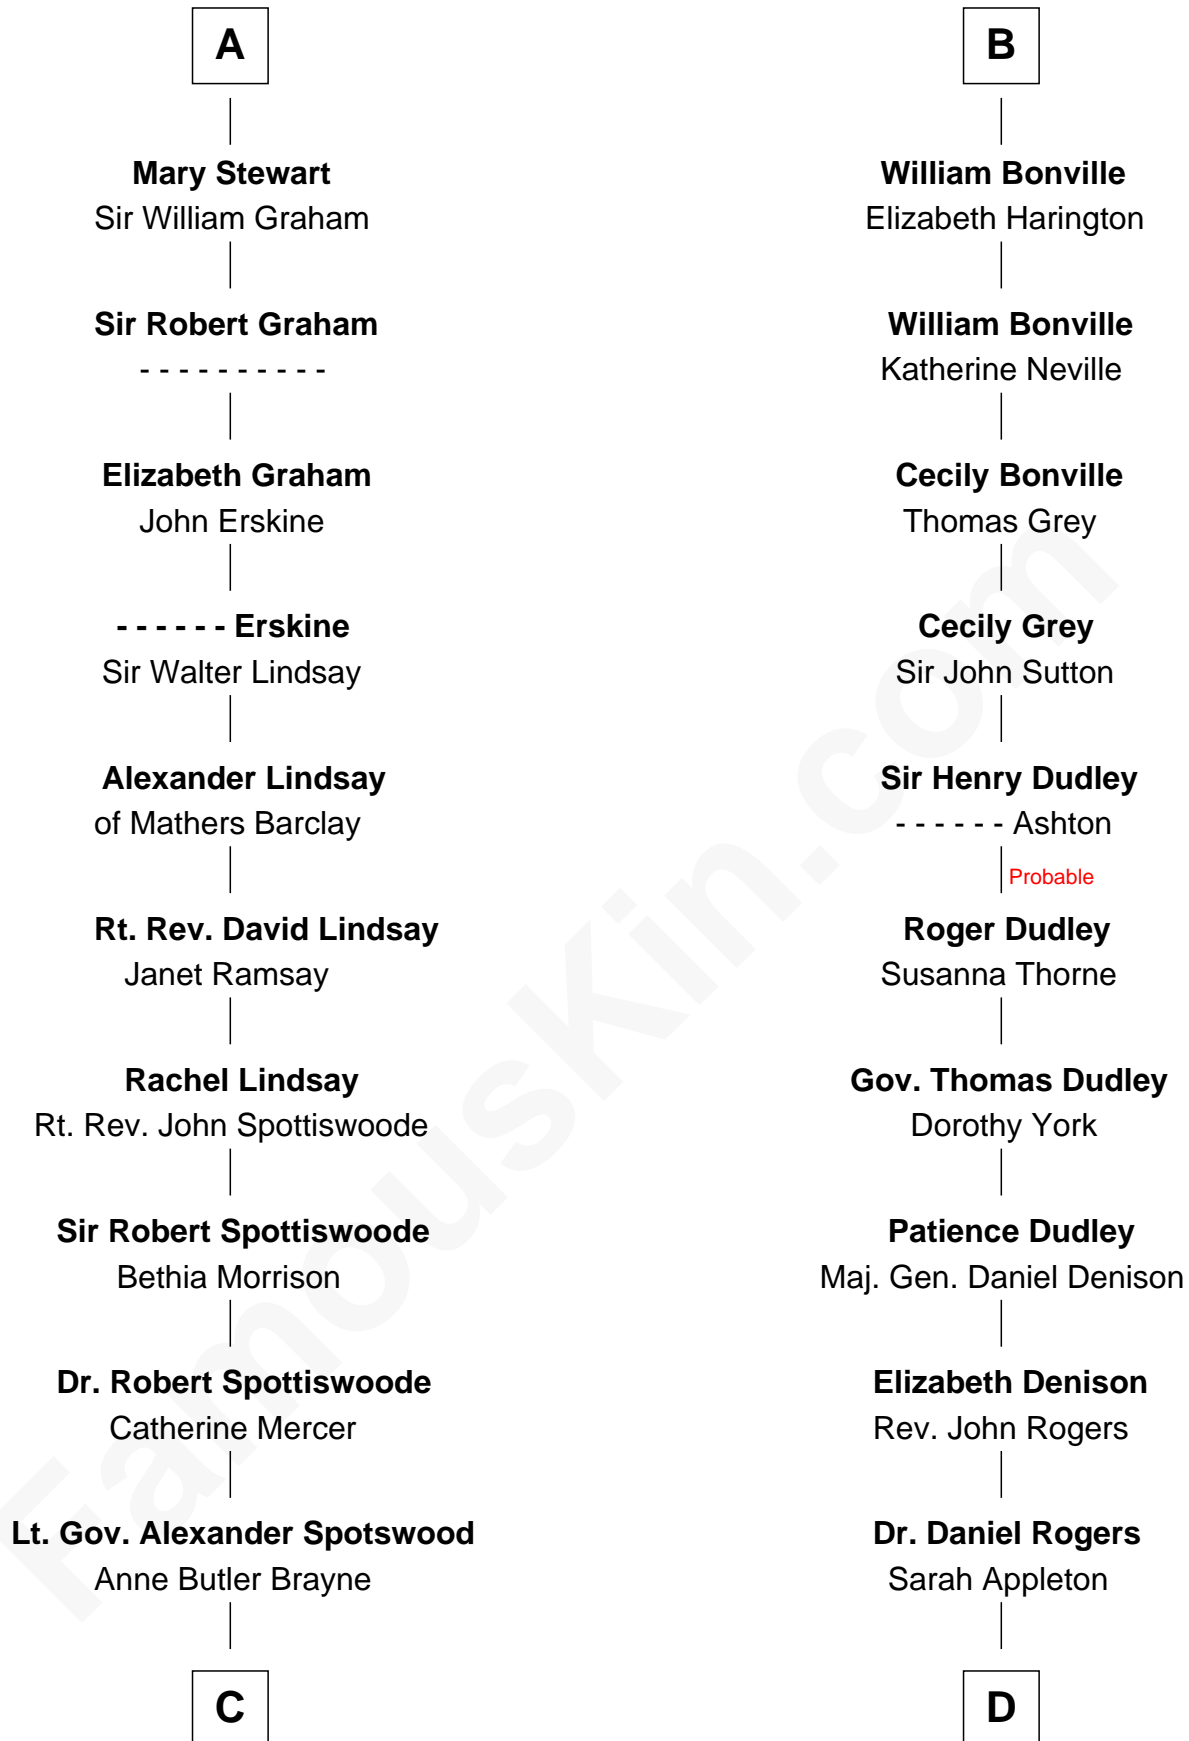 A
Mary Stewart
Sir William Graham
Sir Robert Graham
- - - - - - - - - -
Elizabeth Graham
John Erskine
- - - - - - Erskine
Sir Walter Lindsay
Alexander Lindsay
of Mathers Barclay
Rt. Rev. David Lindsay
Janet Ramsay
Rachel Lindsay
Rt. Rev. John Spottiswoode
Sir Robert Spottiswoode
Bethia Morrison
Dr. Robert Spottiswoode
Catherine Mercer
Lt. Gov. Alexander Spotswood
Anne Butler Brayne
C
B
William Bonville
Elizabeth Harington
William Bonville
Katherine Neville
Cecily Bonville
Thomas Grey
Cecily Grey
Sir John Sutton
Sir Henry Dudley
- - - - - - Ashton
Probable
Roger Dudley
Susanna Thorne
Gov. Thomas Dudley
Dorothy York
Patience Dudley
Maj. Gen. Daniel Denison
Elizabeth Denison
Rev. John Rogers
Dr. Daniel Rogers
Sarah Appleton
D
FamousKin.com